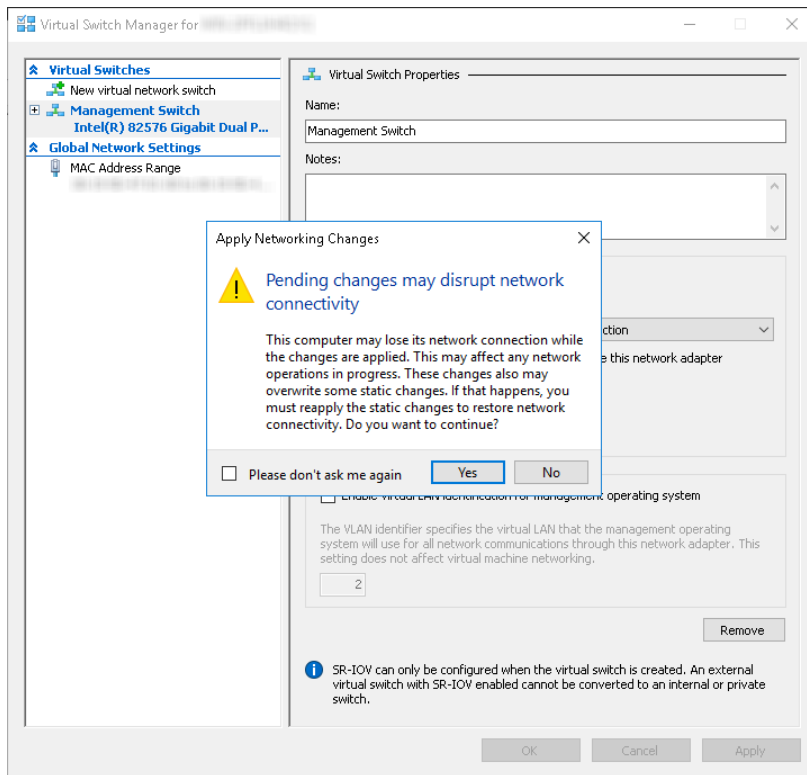 Virtual Switch Manager for
Virtual Switches
New virtual network switch
Management Switch
Intel(R) 82576 Gigabit Dual P...
Global Network Settings
MAC Address Range
Virtual Switch Properties
Name:
Management Switch
Notes:
Apply Networking Changes
Pending changes may disrupt network
connectivity
This computer may lose its network connection while
the changes are applied. This may affect any network
operations in progress. These changes also may
overwrite some static changes. If that happens, you
must reapply the static changes to restore network
connectivity. Do you want to continue?
Please don't ask me again
Yes
No
ction
e this network adapter
Enable virtual LAN identification for management operating system
The VLAN identifier specifies the virtual LAN that the management operating
system will use for all network communications through this network adapter. This
setting does not affect virtual machine networking.
2
Remove
SR-IOV can only be configured when the virtual switch is created. An external
virtual switch with SR-IOV enabled cannot be converted to an internal or private
switch.
OK
Cancel
Apply